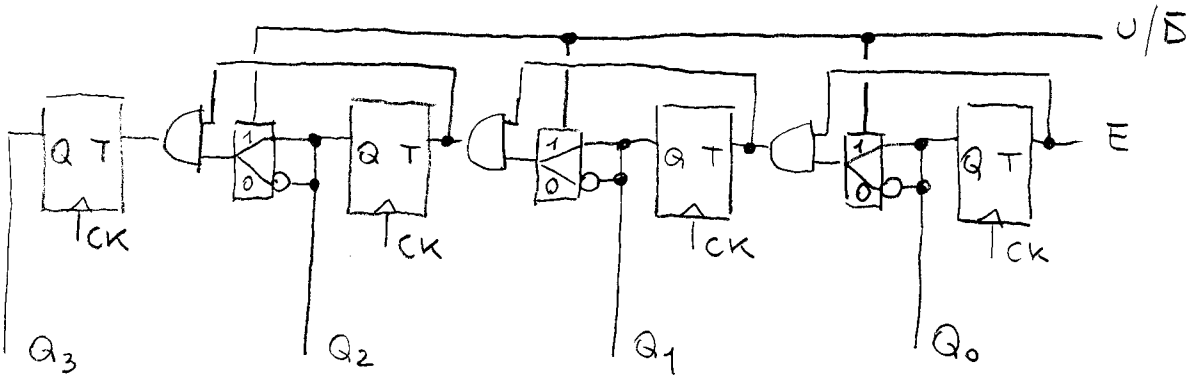 U/D̅
Q T 1 0 Q T 1 0 Q T 1 0 Q T E̅
CK CK CK CK
Q3 Q2 Q1 Q0